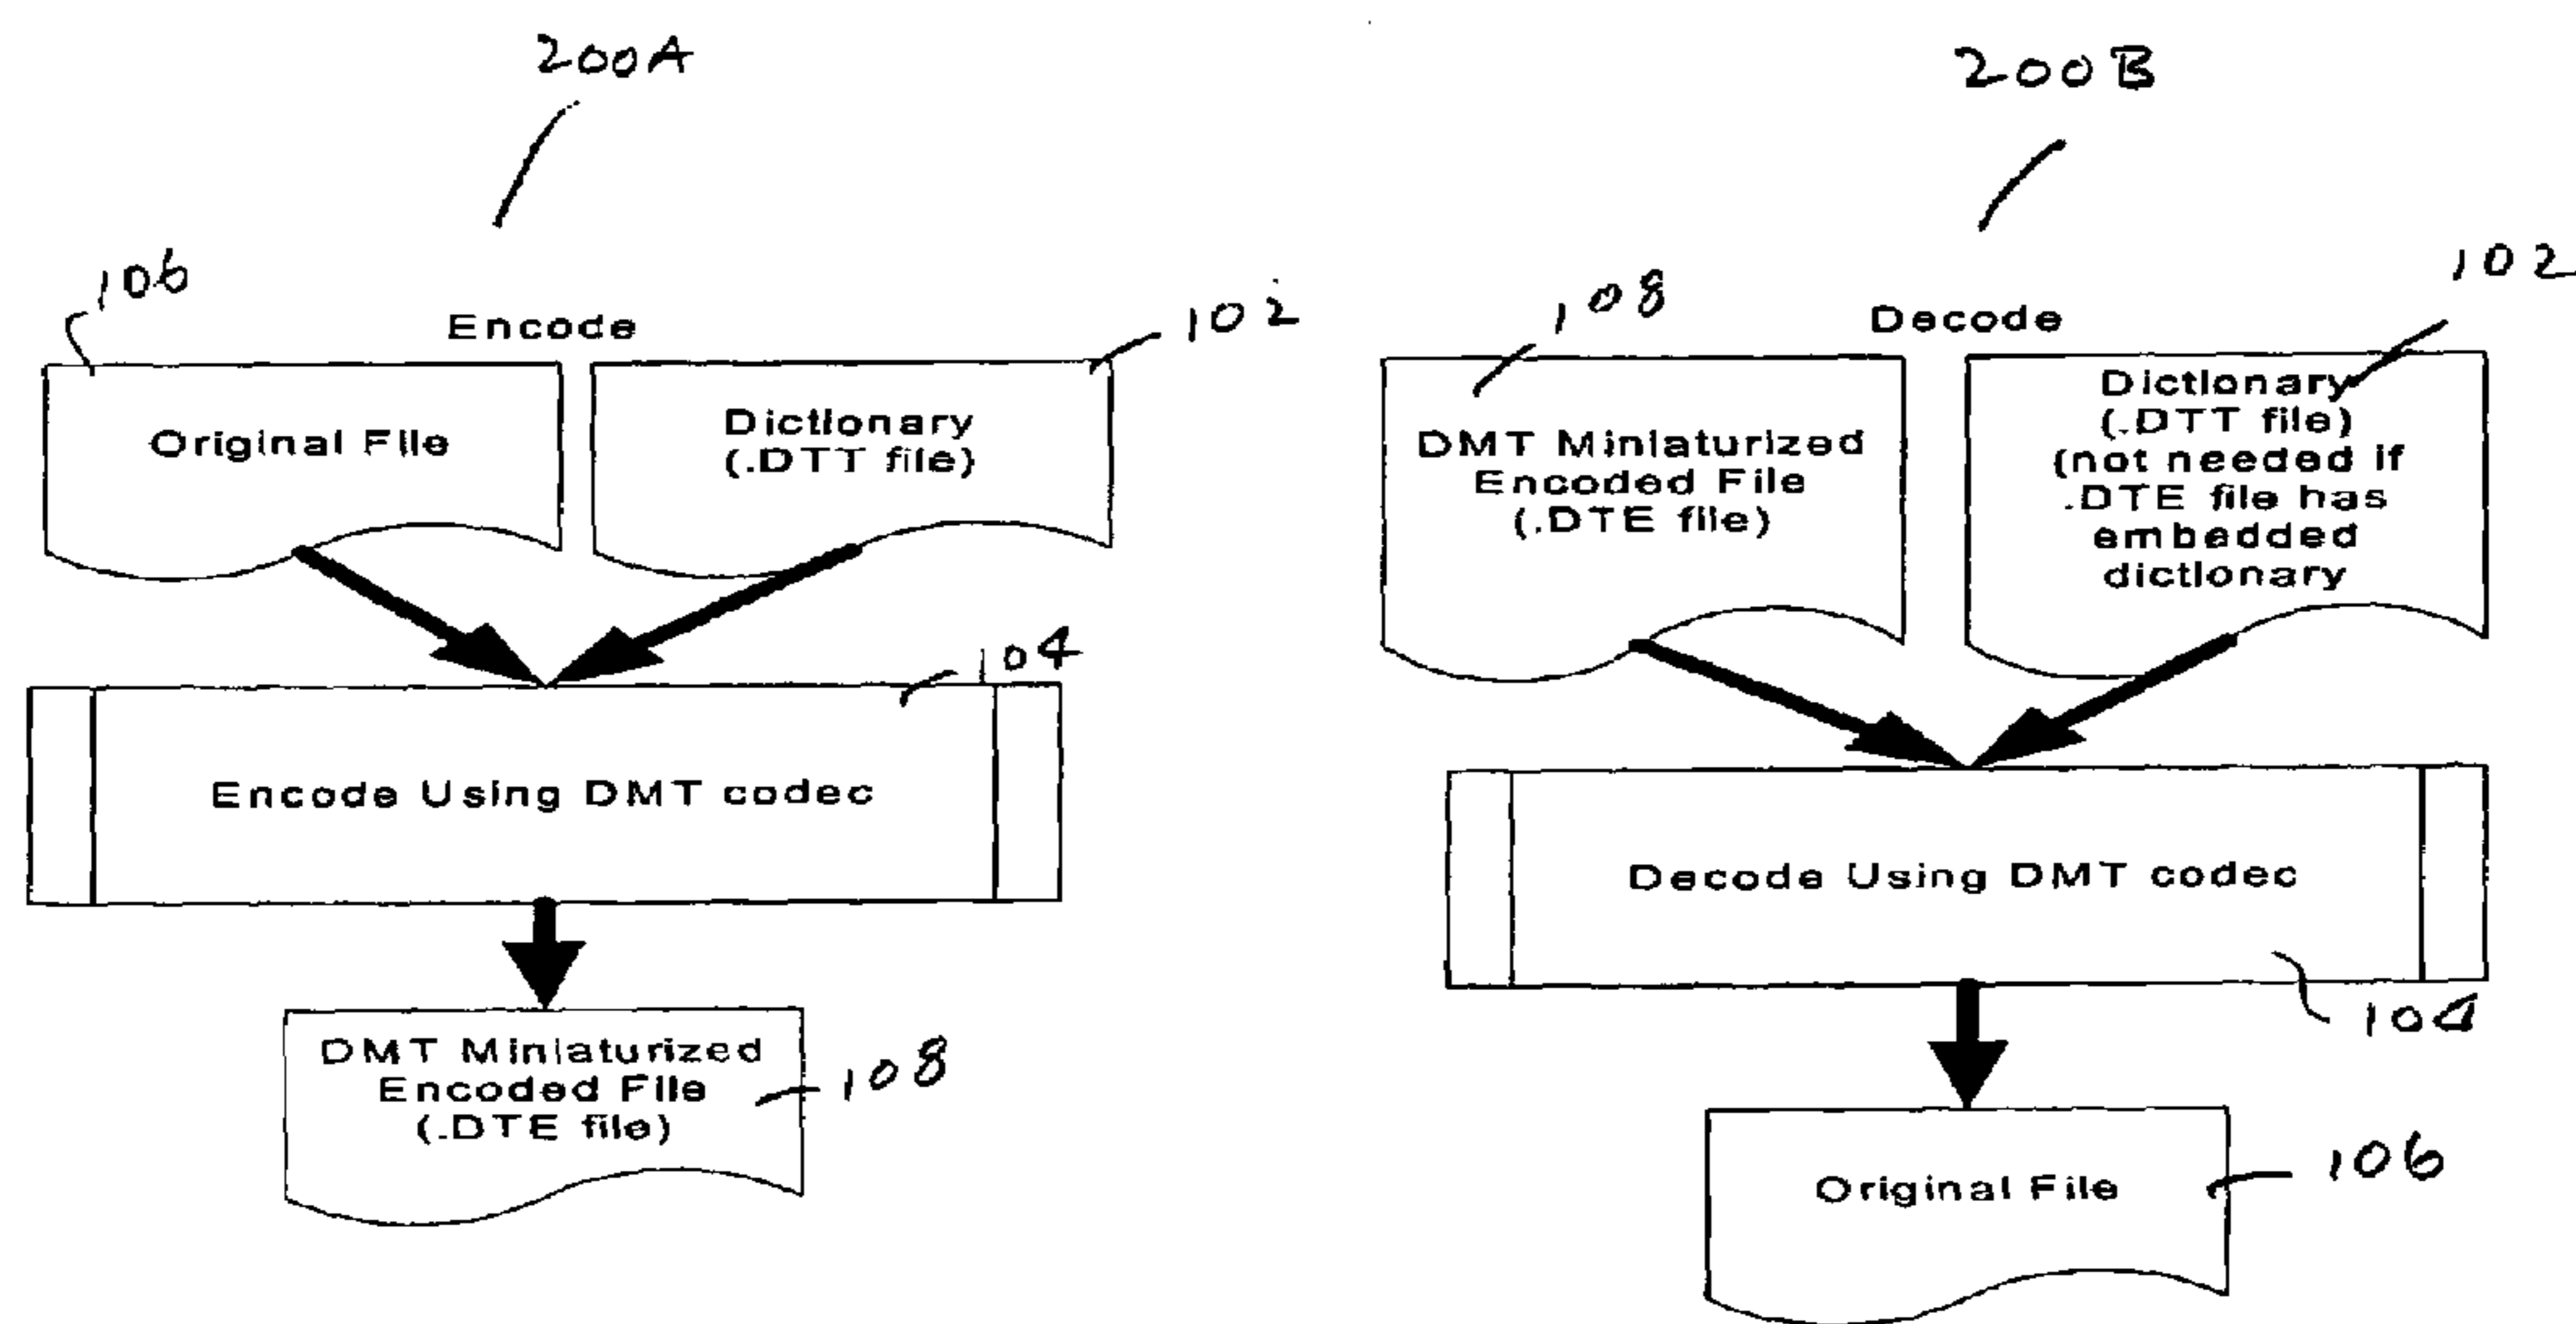 200A
106
Encode
102
Original File
Dictionary
(.DTT file)
104
Encode Using DMT codec
DMT Miniaturized
Encoded File
(.DTE file)
108
200B
108
Decode
102
DMT Miniaturized
Encoded File
(.DTE file)
Dictionary
(.DTT file)
(not needed if
.DTE file has
embedded
dictionary
Decode Using DMT codec
104
Original File
106